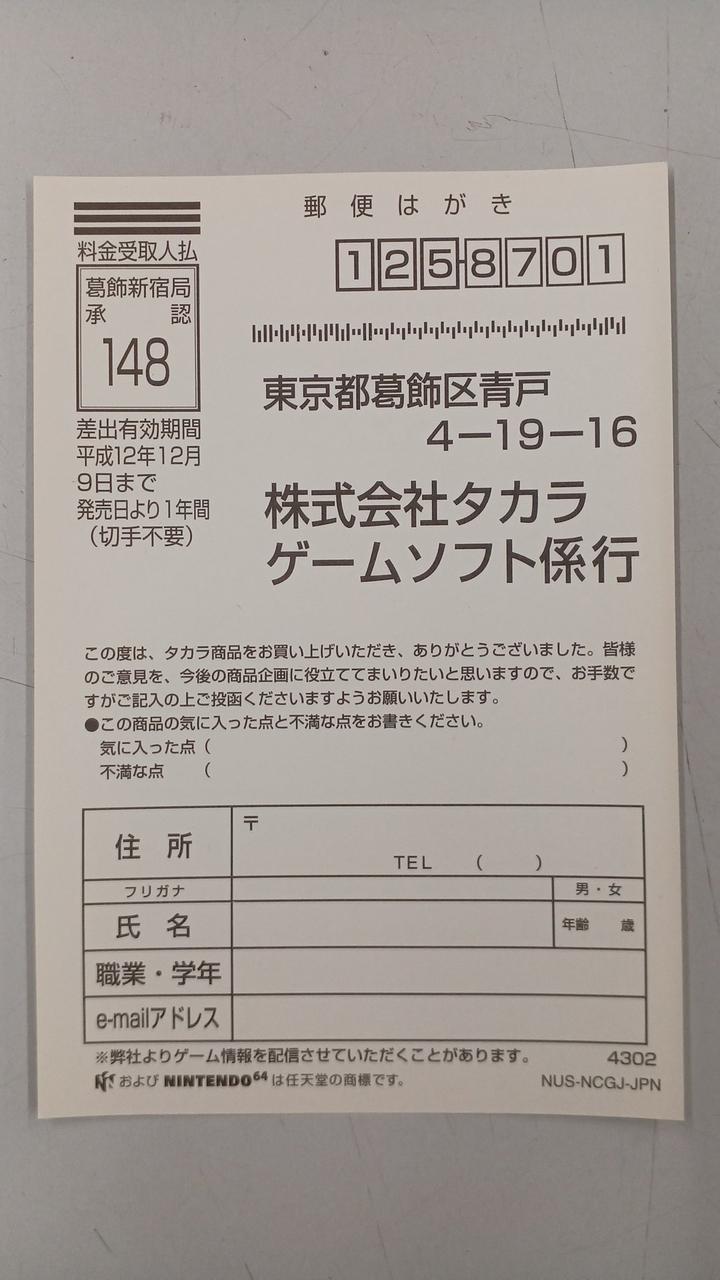 郵便はがき
料金受取人払
葛飾新宿局
承認
148
差出有効期間
平成12年12月
9日まで
発売日より1年間
（切手不要）
125-8701
東京都葛飾区青戸
4－19－16
株式会社タカラ
ゲームソフト係行
この度は、タカラ商品をお買い上げいただき、ありがとうございました。皆様
のご意見を、今後の商品企画に役立ててまいりたいと思いますので、お手数で
すがご記入の上ご投函くださいますようお願いいたします。
●この商品の気に入った点と不満な点をお書きください。
気に入った点（　）
不満な点　（　）
住所
〒
TEL　（　）
フリガナ
男・女
氏名
年齢　歳
職業・学年
e-mailアドレス
※弊社よりゲーム情報を配信させていただくことがあります。
4302
および NINTENDO64 は任天堂の商標です。
NUS-NCGJ-JPN